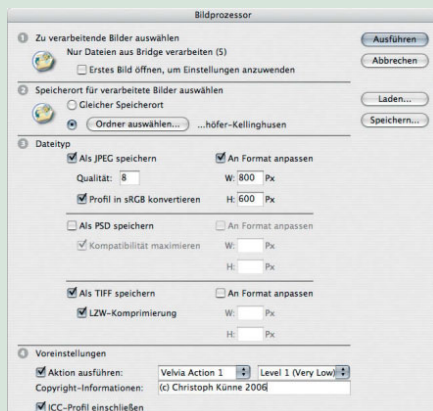 Bildprozessor
1 Zu verarbeitende Bilder auswählen
Nur Dateien aus Bridge verarbeiten (5)
Erstes Bild öffnen, um Einstellungen anzuwenden
Ausführen
Abbrechen
2 Speicherort für verarbeitete Bilder auswählen
Gleicher Speicherort
Ordner auswählen... ...höfer-Kellinghusen
Laden...
Speichern...
3 Dateityp
Als JPEG speichern An Format anpassen
Qualität: 8 W: 800 Px
Profil in sRGB konvertieren H: 600 Px
Als PSD speichern An Format anpassen
Kompatibilität maximieren W: Px
H: Px
Als TIFF speichern An Format anpassen
LZW-Komprimierung W: Px
H: Px
4 Voreinstellungen
Aktion ausführen: Velvia Action 1 Level 1 (Very Low)
Copyright-Informationen: (c) Christoph Künne 2006
ICC-Profil einschließen